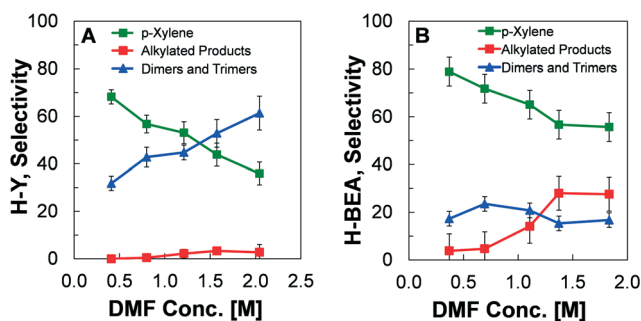 A
p-Xylene
Alkylated Products
Dimers and Trimers
H-Y, Selectivity
100
80
60
40
20
0
0.0 0.5 1.0 1.5 2.0 2.5
DMF Conc. [M]
B
p-Xylene
Alkylated Products
Dimers and Trimers
H-BEA, Selectivity
100
80
60
40
20
0
0.0 0.5 1.0 1.5 2.0
DMF Conc. [M]